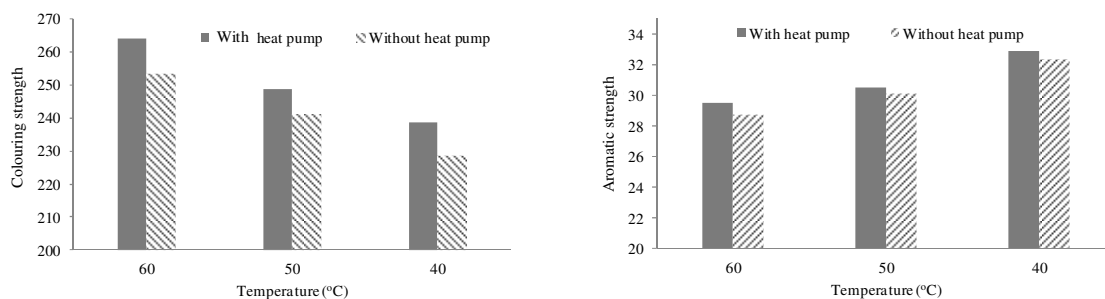 270
260
250
240
230
220
210
200
Colouring strength
With heat pump
Without heat pump
60 50 40
Temperature (°C)
34
32
30
28
26
24
22
20
Aromatic strength
With heat pump
Without heat pump
60 50 40
Temperature (°C)